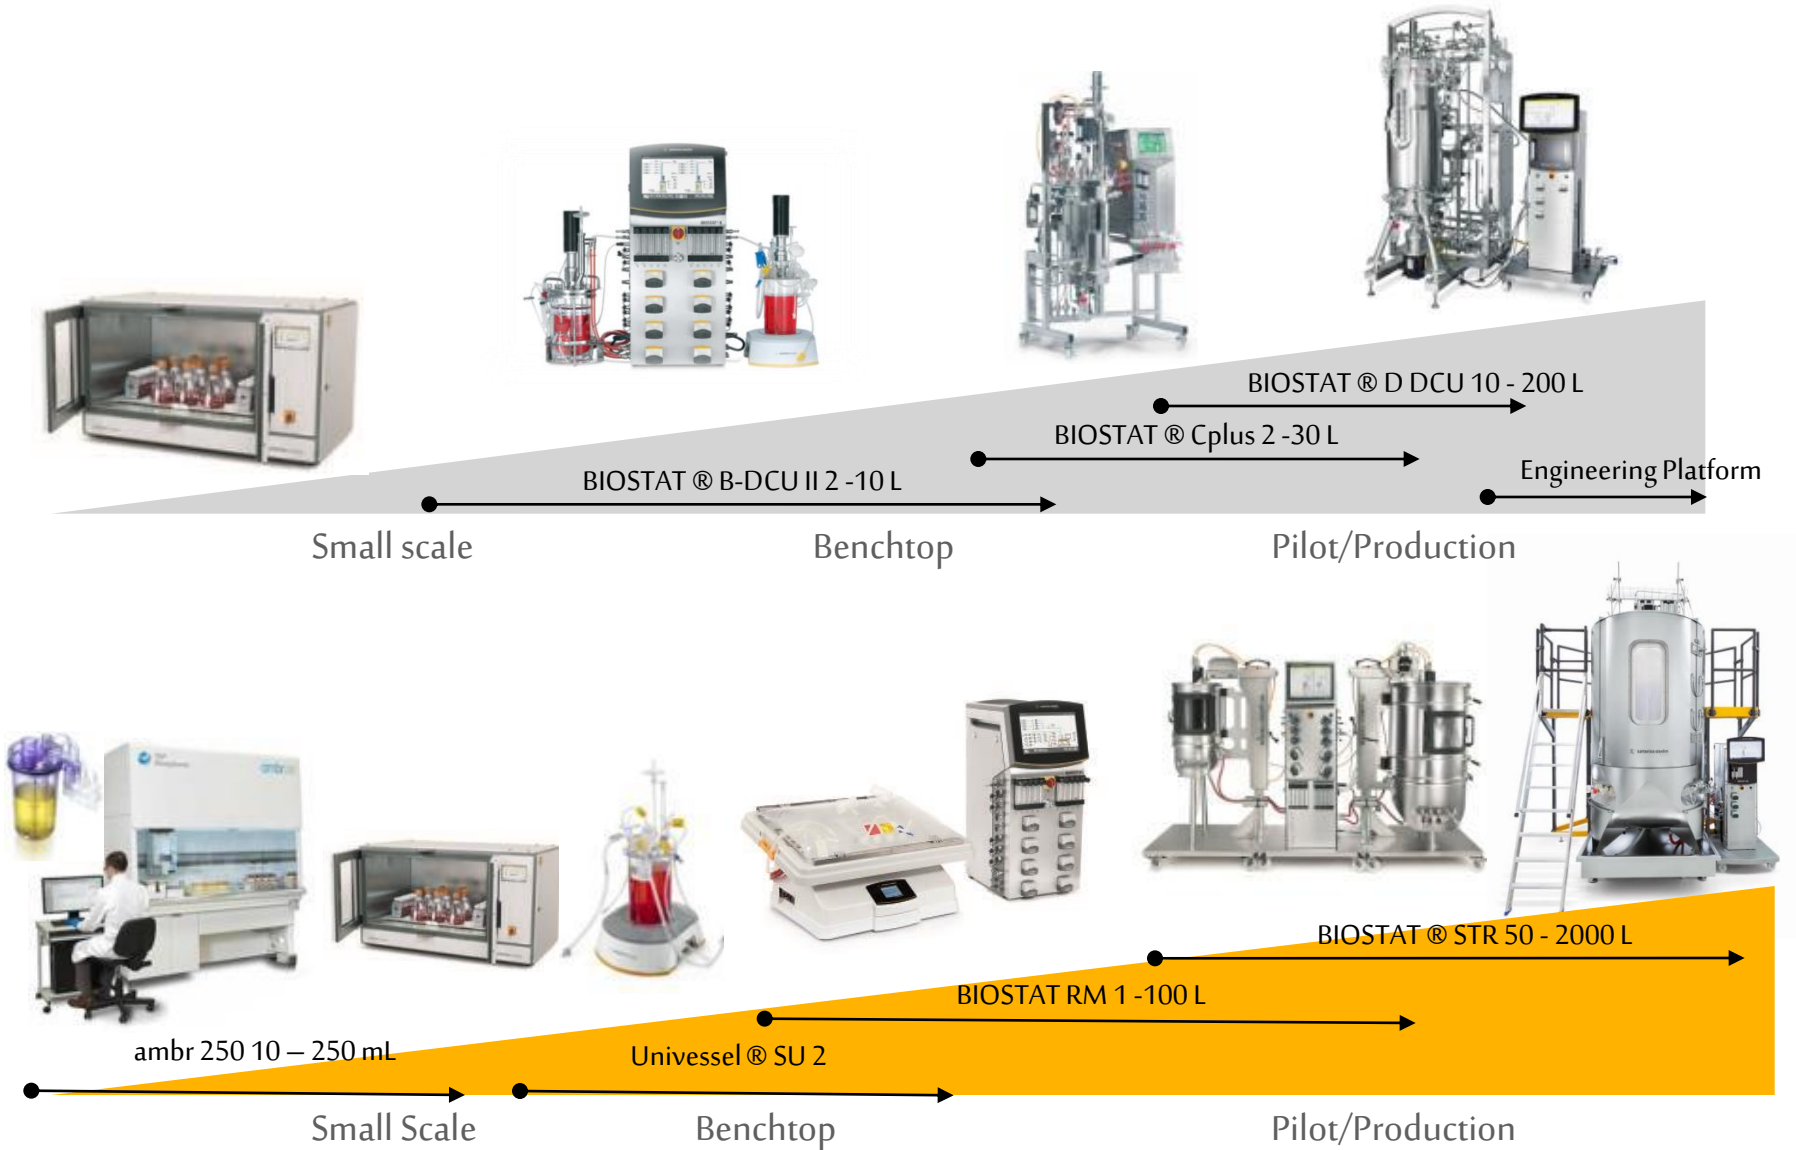 BIOSTAT ® D DCU 10 - 200 L
BIOSTAT ® Cplus 2 -30 L
Engineering Platform
BIOSTAT ® B-DCU II 2 -10 L
Small scale
Benchtop
Pilot/Production
ambr
BIOSTAT ® STR 50 - 2000 L
BIOSTAT RM 1 -100 L
ambr 250 10 – 250 mL
Univessel ® SU 2
Small Scale
Benchtop
Pilot/Production